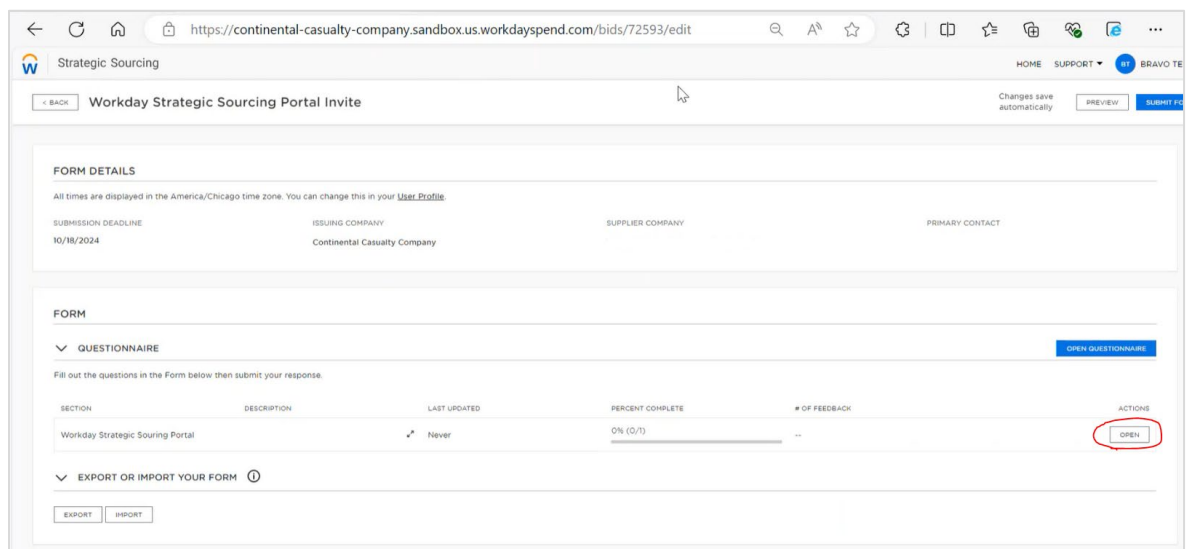 https://continental-casualty-company.sandbox.us.workdayspend.com/bids/72593/edit
Strategic Sourcing HOME SUPPORT BT BRAVO TE
< BACK Workday Strategic Sourcing Portal Invite Changes save automatically PREVIEW SUBMIT FO
FORM DETAILS
All times are displayed in the America/Chicago time zone. You can change this in your User Profile.
SUBMISSION DEADLINE ISSUING COMPANY SUPPLIER COMPANY PRIMARY CONTACT
10/18/2024 Continental Casualty Company
FORM
QUESTIONNAIRE OPEN QUESTIONNAIRE
Fill out the questions in the Form below then submit your response.
SECTION DESCRIPTION LAST UPDATED PERCENT COMPLETE # OF FEEDBACK ACTIONS
Workday Strategic Souring Portal Never 0% (0/1) -- OPEN
EXPORT OR IMPORT YOUR FORM
EXPORT IMPORT